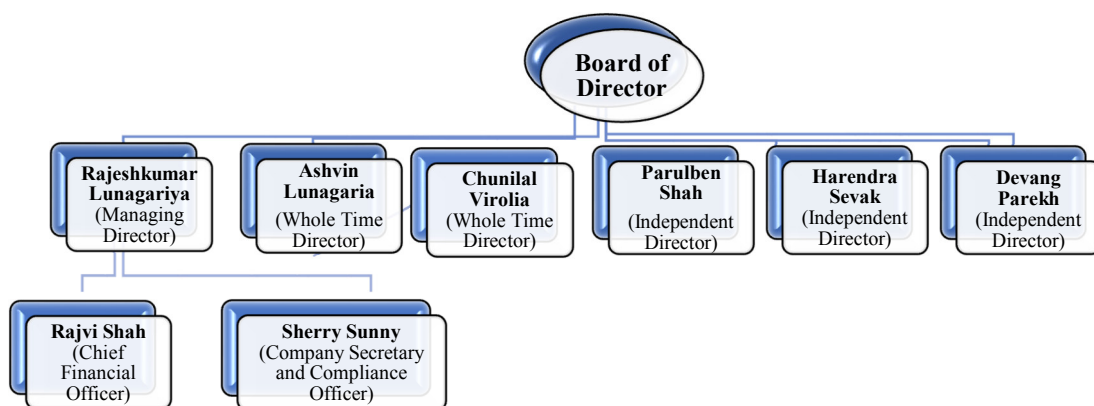 Board of
Director
Rajeshkumar
Lunagariya
(Managing
Director)
Ashvin
Lunagaria
(Whole Time
Director)
Chunilal
Virolia
(Whole Time
Director)
Parulben
Shah
(Independent
Director)
Harendra
Sevak
(Independent
Director)
Devang
Parekh
(Independent
Director)
Rajvi Shah
(Chief
Financial
Officer)
Sherry Sunny
(Company Secretary
and Compliance
Officer)